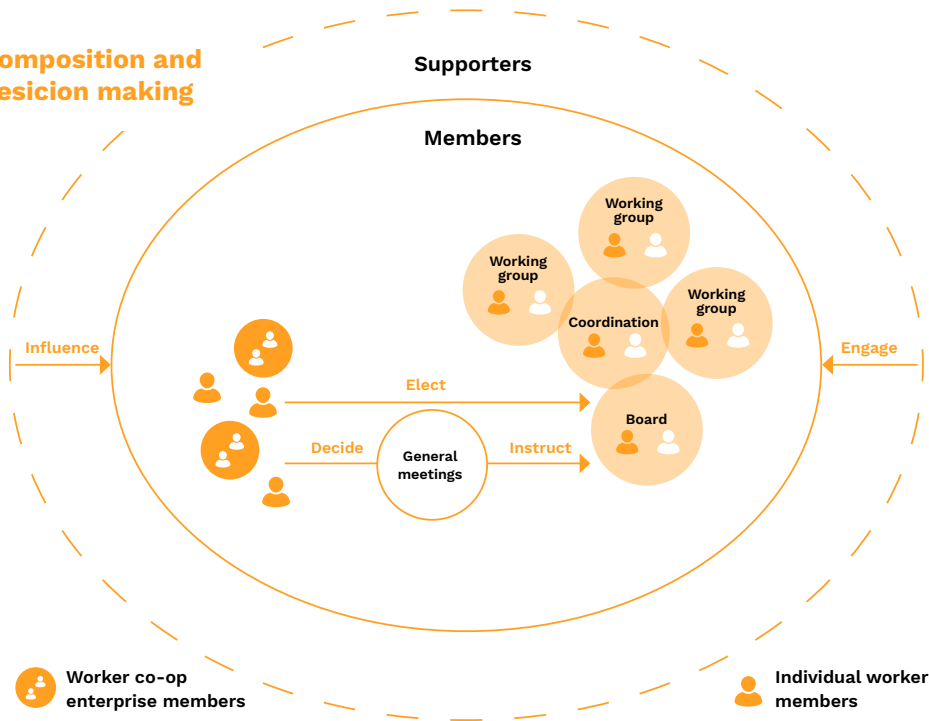 omposition and
esicion making
Supporters
Members
Working
group
Working
group
Working
group
Coordination
Influence
Engage
Elect
Board
Decide
General
meetings
Instruct
Worker co-op
enterprise members
Individual worker
members